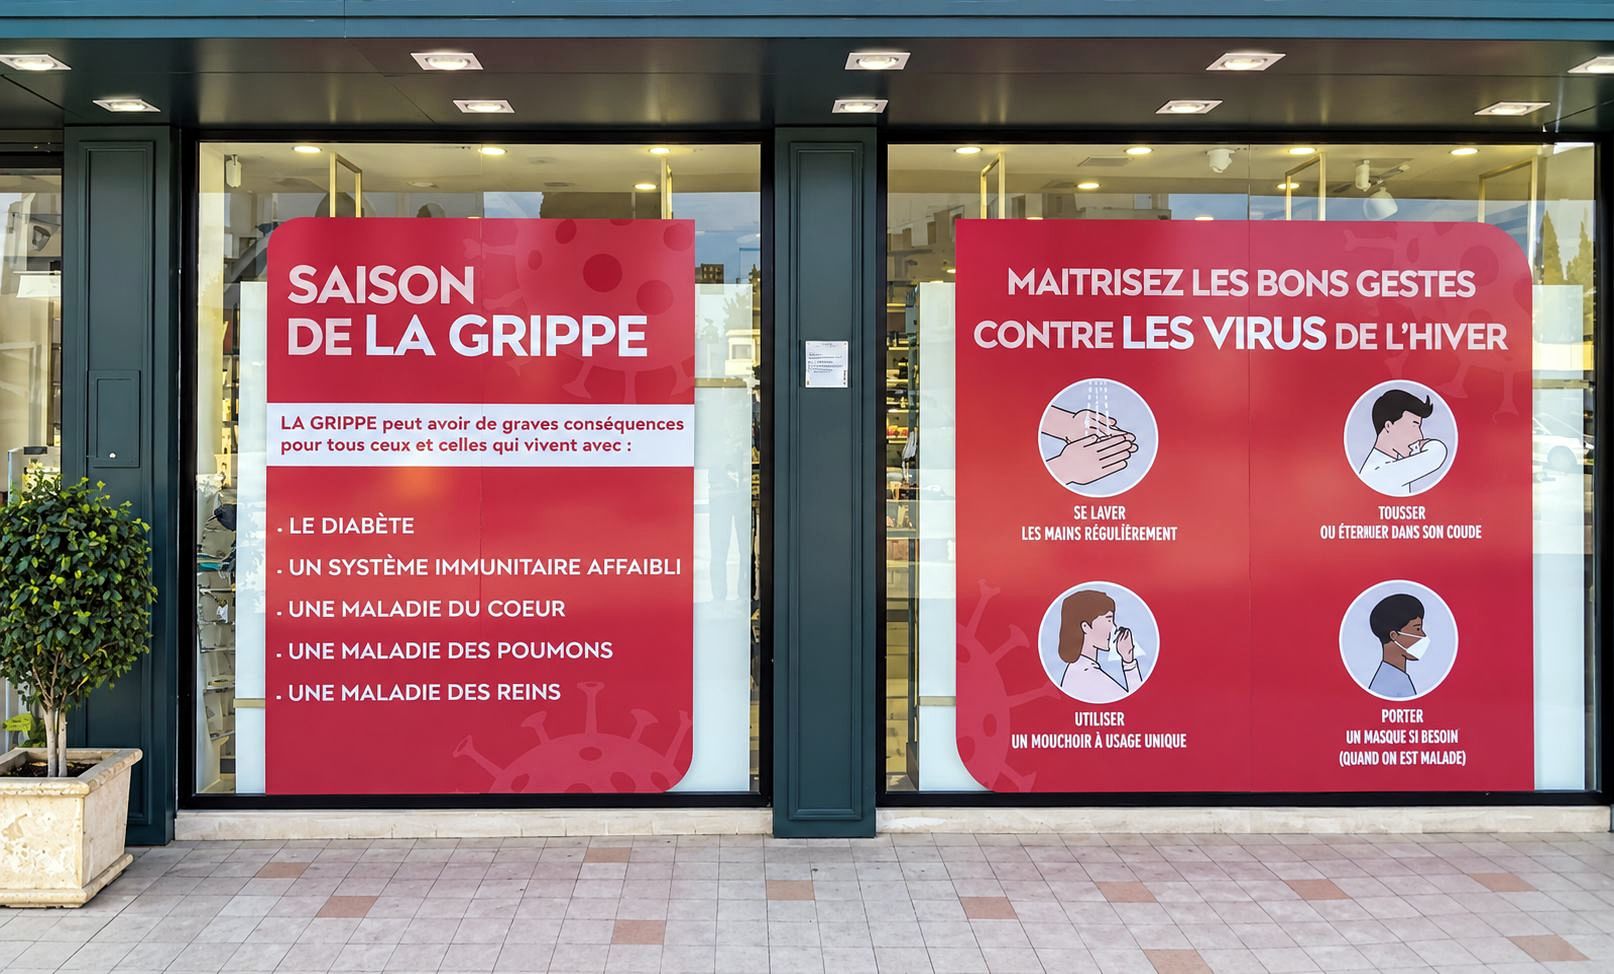 SAISON
DE LA GRIPPE
LA GRIPPE peut avoir de graves conséquences
pour tous ceux et celles qui vivent avec :
. LE DIABÈTE
. UN SYSTÈME IMMUNITAIRE AFFAIBLI
. UNE MALADIE DU COEUR
. UNE MALADIE DES POUMONS
. UNE MALADIE DES REINS
MAITRISEZ LES BONS GESTES
CONTRE LES VIRUS DE L'HIVER
SE LAVER
LES MAINS RÉGULIÈREMENT
TOUSSER
OU ÉTERNUER DANS SON COUDE
UTILISER
UN MOUCHOIR À USAGE UNIQUE
PORTER
UN MASQUE SI BESOIN
(QUAND ON EST MALADE)